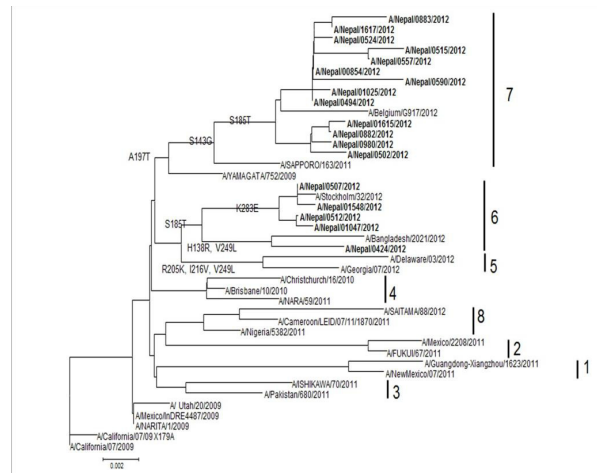 A/Nepal/0883/2012
A/Nepal/1617/2012
A/Nepal/0524/2012
A/Nepal/0515/2012
A/Nepal/0557/2012
A/Nepal/00854/2012
A/Nepal/0590/2012
7
A/Nepal/01025/2012
A/Nepal/0494/2012
A/Belgium/G917/2012
S185T
A/Nepal/01615/2012
A/Nepal/0882/2012
A/Nepal/0980/2012
S143G
A/Nepal/0502/2012
A197T
A/SAPPORO/163/2011
A/YAMAGATA/752/2009
A/Nepal/0507/2012
A/Stockholm/32/2012
K283E
A/Nepal/01548/2012
A/Nepal/0512/2012
6
S185T
A/Nepal/01047/2012
A/Bangladesh/2021/2012
H138R, V249L
A/Nepal/0424/2012
A/Delaware/03/2012
5
R205K, I216V, V249L
A/Georgia/07/2012
A/Christchurch/16/2010
A/Brisbane/10/2010
4
A/NARA/59/2011
A/SAITAMA/88/2012
A/Cameroon/LEID/07/11/1870/2011
8
A/Nigeria/5382/2011
A/Mexico/2208/2011
2
A/FUKUI/67/2011
A/Guangdong-Xiangzhou/1623/2011
1
A/NewMexico/07/2011
A/ISHIKAWA/70/2011
3
A/Pakistan/680/2011
A/ Utah/20/2009
A/Mexico/InDRE4487/2009
A/NARITA/1/2009
A/California/07/09 X179A
A/California/07/2009
0.002